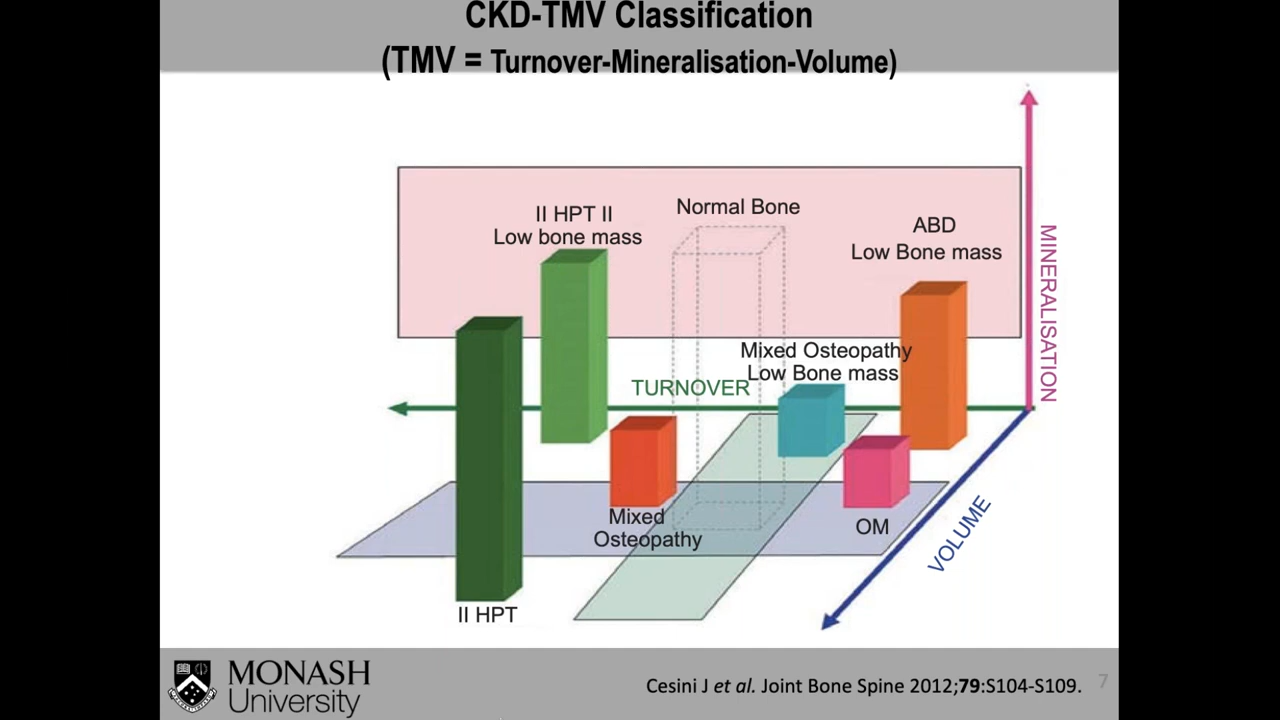 CKD-TMV Classification
(TMV = Turnover-Mineralisation-Volume)
II HPT II
Low bone mass
Normal Bone
ABD
Low Bone mass
MINERALISATION
Mixed Osteopathy
Low Bone mass
TURNOVER
Mixed
Osteopathy
OM
VOLUME
II HPT
MONASH
University
Cesini J et al. Joint Bone Spine 2012;79:S104-S109.
7